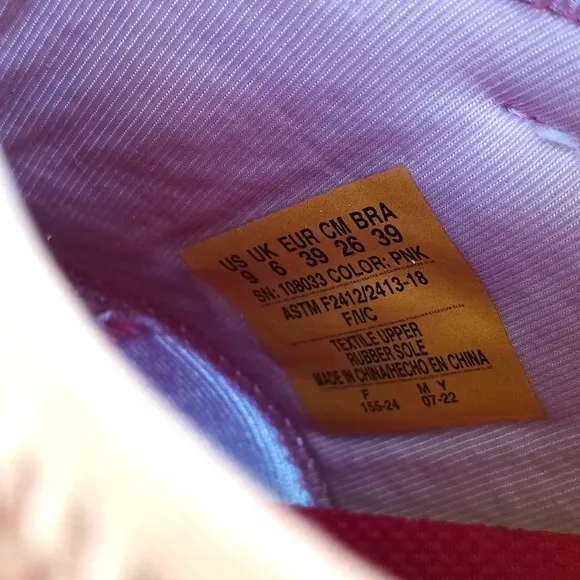 US UK EUR CM BRA
9 6 39 26 39
SN: 108033 COLOR: PNK
ASTM F2412/2413-18
F/I/C
TEXTILE UPPER
RUBBER SOLE
MADE IN CHINA/HECHO EN CHINA
F M Y
155-24 07-22